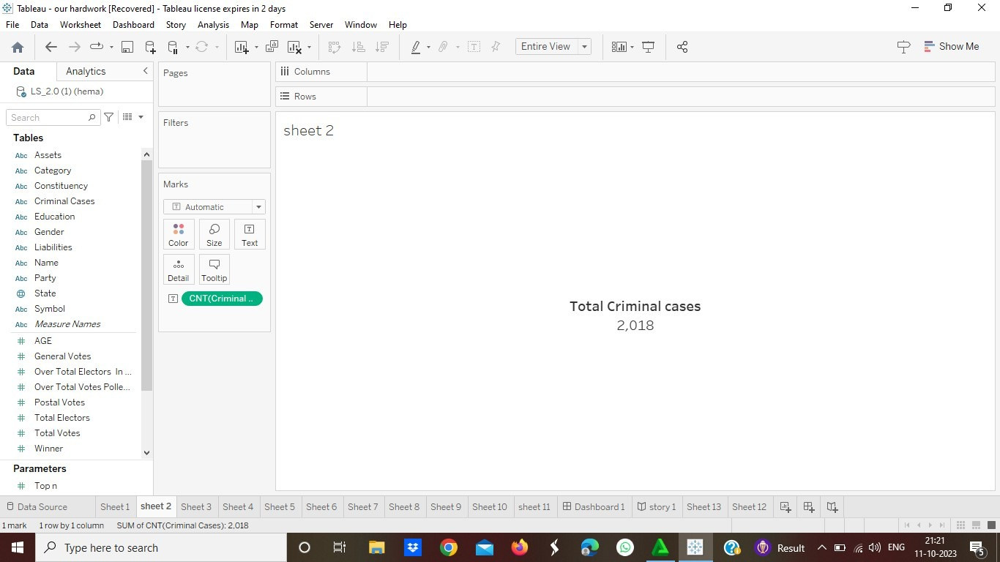 Tableau - our hardwork [Recovered] - Tableau license expires in 2 days
File Data Worksheet Dashboard Story Analysis Map Format Server Window Help
Entire View
Show Me
Data Analytics
LS_2.0 (1) (hema)
Search
Tables
Abc Assets
Abc Category
Abc Constituency
Abc Criminal Cases
Abc Education
Abc Gender
Abc Liabilities
Abc Name
Abc Party
State
Abc Symbol
Abc Measure Names
# AGE
# General Votes
# Over Total Electors In ...
# Over Total Votes Polle...
# Postal Votes
# Total Electors
# Total Votes
# Winner
Parameters
# Top n
Pages
Filters
Marks
T Automatic
Color Size Text
Detail Tooltip
T CNT(Criminal ..
Columns
Rows
sheet 2
Total Criminal cases
2,018
Data Source Sheet 1 sheet 2 Sheet 3 Sheet 4 Sheet 5 Sheet 6 Sheet 7 Sheet 8 Sheet 9 Sheet 10 sheet 11 Dashboard 1 story 1 Sheet 13 Sheet 12
1 mark 1 row by 1 column SUM of CNT(Criminal Cases): 2,018
Type here to search
Result
ENG
21:21
11-10-2023
5